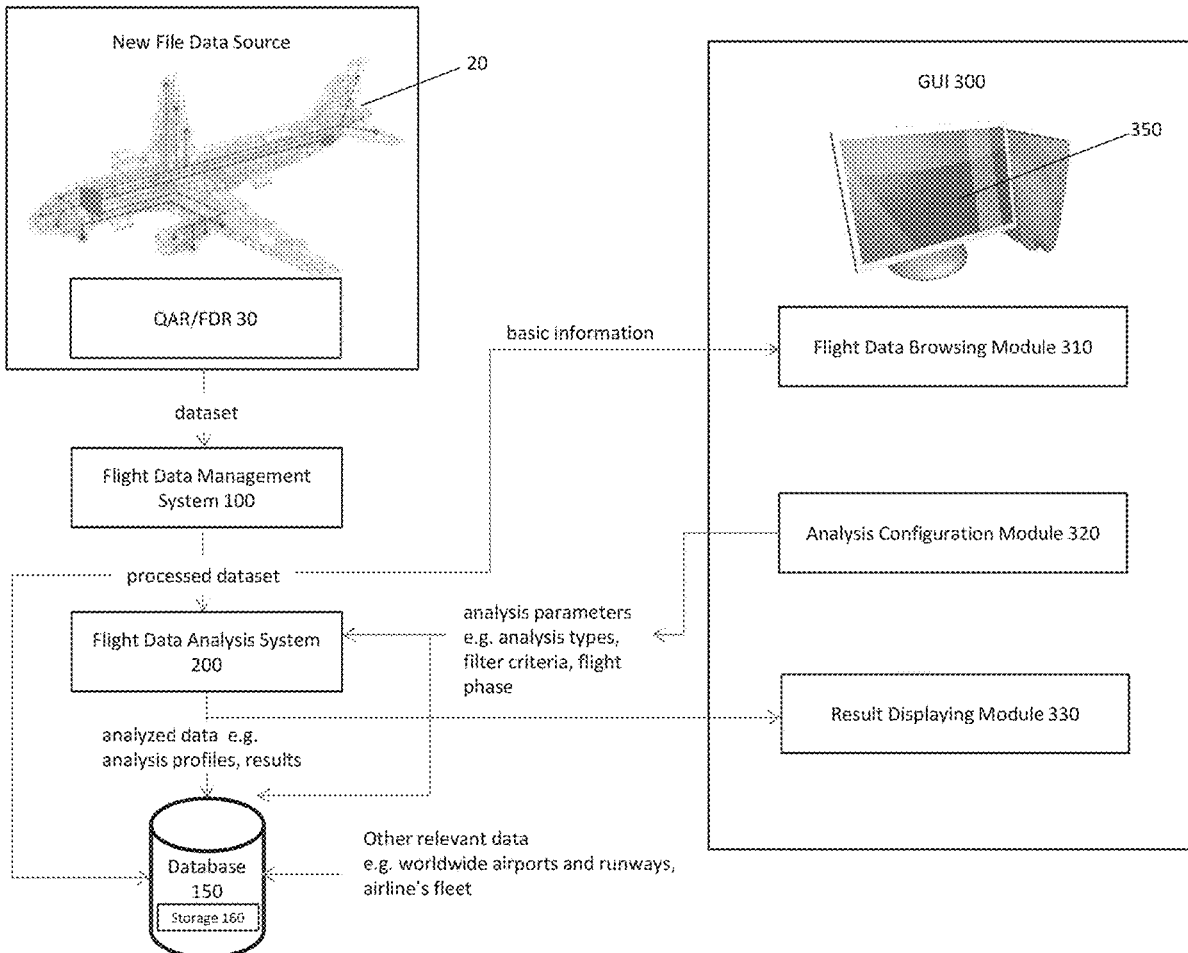 New File Data Source
20
QAR/FDR 30
dataset
Flight Data Management
System 100
processed dataset
Flight Data Analysis System
200
analyzed data e.g.
analysis profiles, results
Database
150
Storage 160
basic information
analysis parameters
e.g. analysis types,
filter criteria, flight
phase
Other relevant data
e.g. worldwide airports and runways,
airline's fleet
GUI 300
350
Flight Data Browsing Module 310
Analysis Configuration Module 320
Result Displaying Module 330